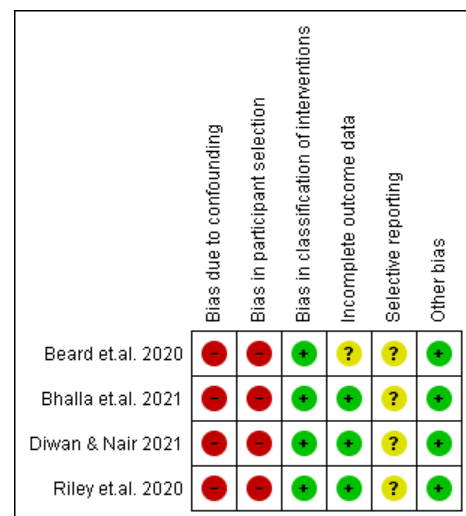 Bias due to confounding
Bias in participant selection
Bias in classification of interventions
Incomplete outcome data
Selective reporting
Other bias
Beard et.al. 2020 - - + ? ? +
Bhalla et.al. 2021 - - + + ? +
Diwan & Nair 2021 - - + + ? +
Riley et.al. 2020 - - + + ? +